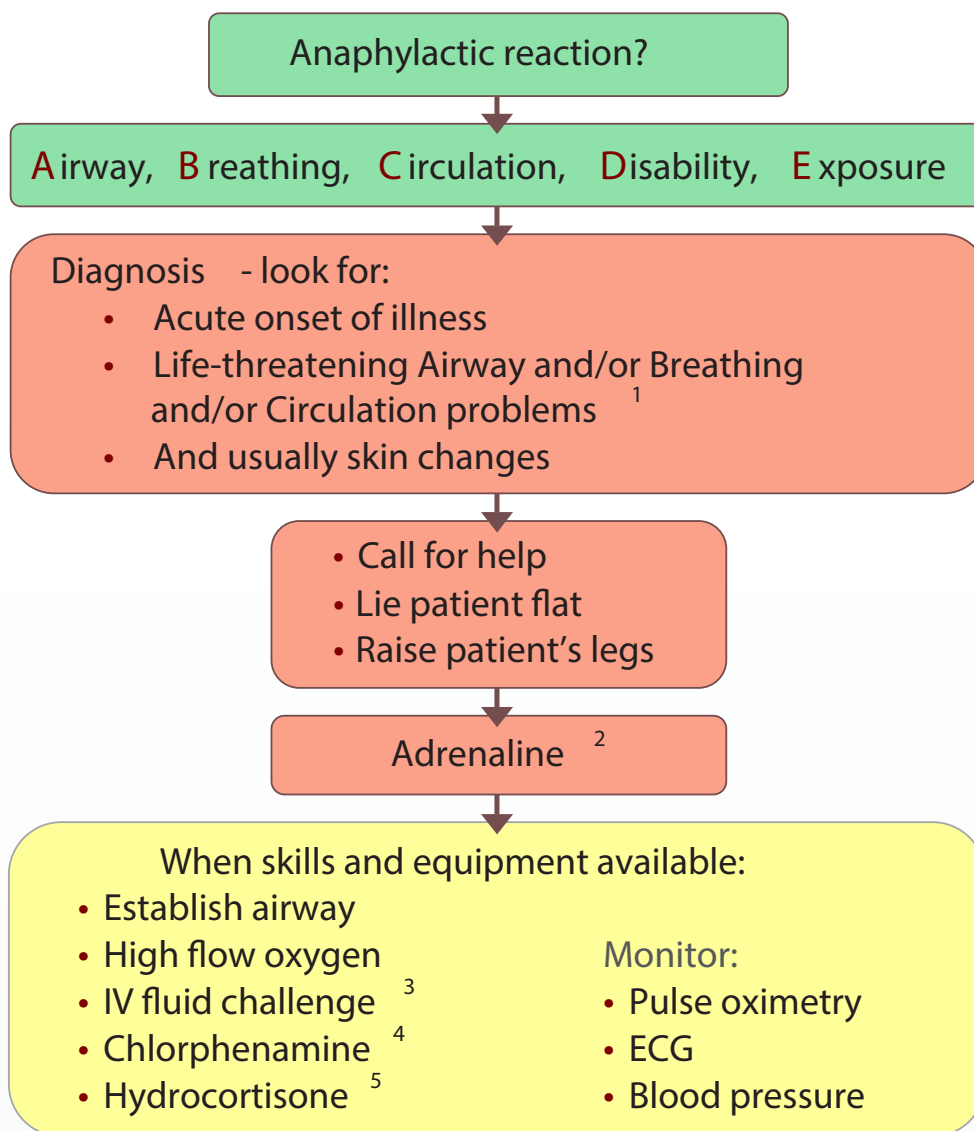 Anaphylactic reaction?
Airway, Breathing, Circulation, Disability, Exposure
Diagnosis - look for:
• Acute onset of illness
• Life-threatening Airway and/or Breathing
and/or Circulation problems 1
• And usually skin changes
• Call for help
• Lie patient flat
• Raise patient's legs
Adrenaline 2
When skills and equipment available:
• Establish airway
• High flow oxygen
• IV fluid challenge 3
• Chlorphenamine 4
• Hydrocortisone 5
Monitor:
• Pulse oximetry
• ECG
• Blood pressure